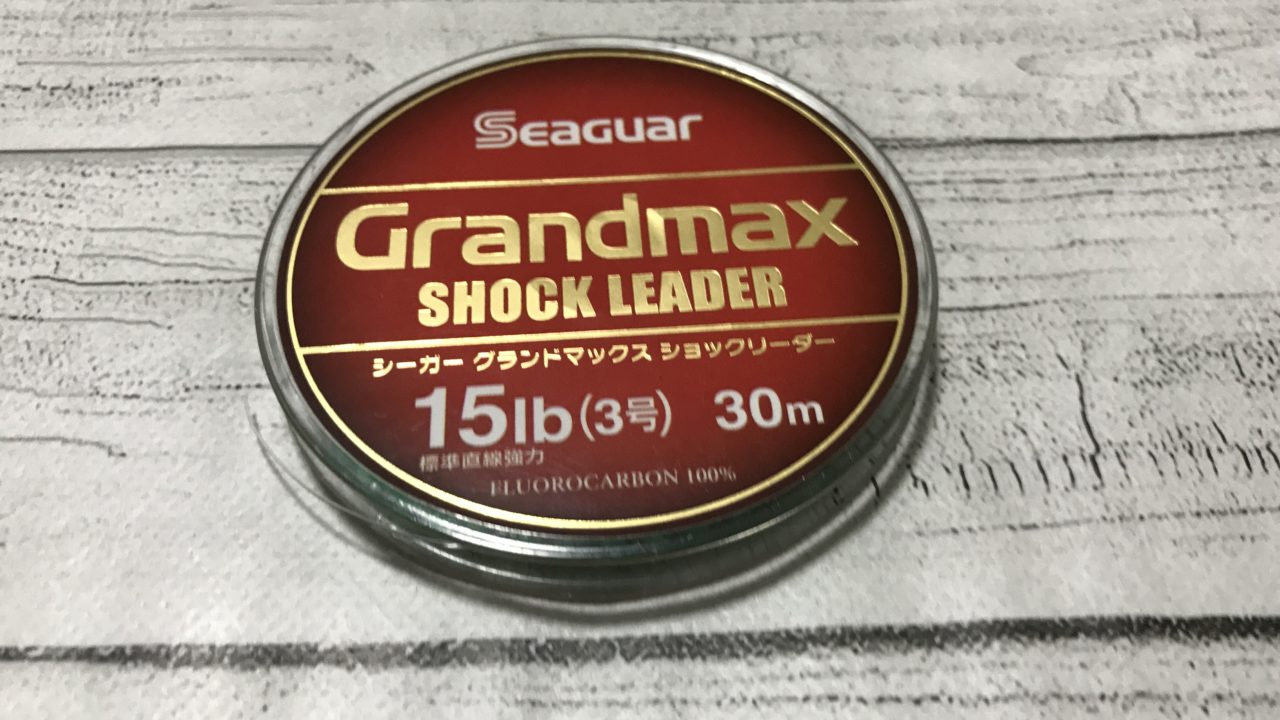 Seaguar
Grandmax
SHOCK LEADER
シーガー グランドマックス ショックリーダー
15lb(3号) 30m
標準直線強力
FLUOROCARBON 100%